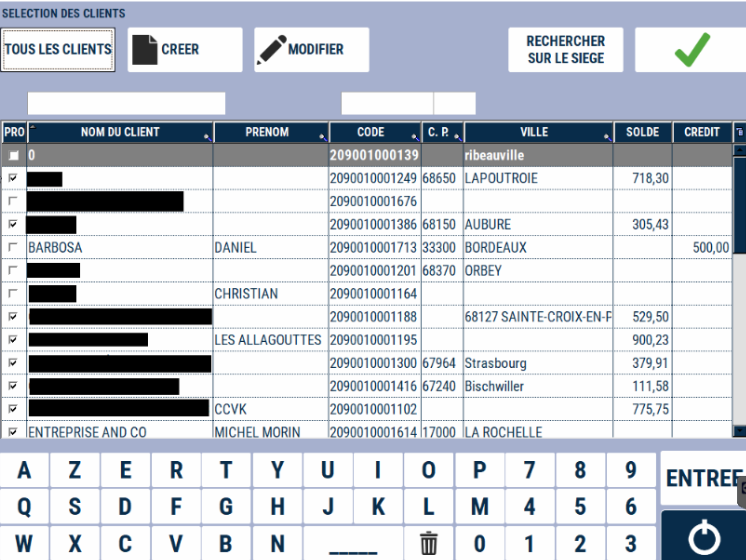 SELECTION DES CLIENTS
TOUS LES CLIENTS CREER MODIFIER RECHERCHER SUR LE SIEGE
PRO NOM DU CLIENT PRENOM CODE C. P. VILLE SOLDE CREDIT
0 209001000139 ribeauville
2090010001249 68650 LAPOUTROIE 718,30
2090010001676
2090010001386 68150 AUBURE 305,43
BARBOSA DANIEL 2090010001713 33300 BORDEAUX 500,00
2090010001201 68370 ORBEY
CHRISTIAN 2090010001164
2090010001188 68127 SAINTE-CROIX-EN-P 529,50
LES ALLAGOUTTES 2090010001195 900,23
2090010001300 67964 Strasbourg 379,91
2090010001416 67240 Bischwiller 111,58
CCVK 2090010001102 775,75
ENTREPRISE AND CO MICHEL MORIN 2090010001614 17000 LA ROCHELLE
A Z E R T Y U I O P 7 8 9 ENTREE
Q S D F G H J K L M 4 5 6
W X C V B N _____ 0 1 2 3